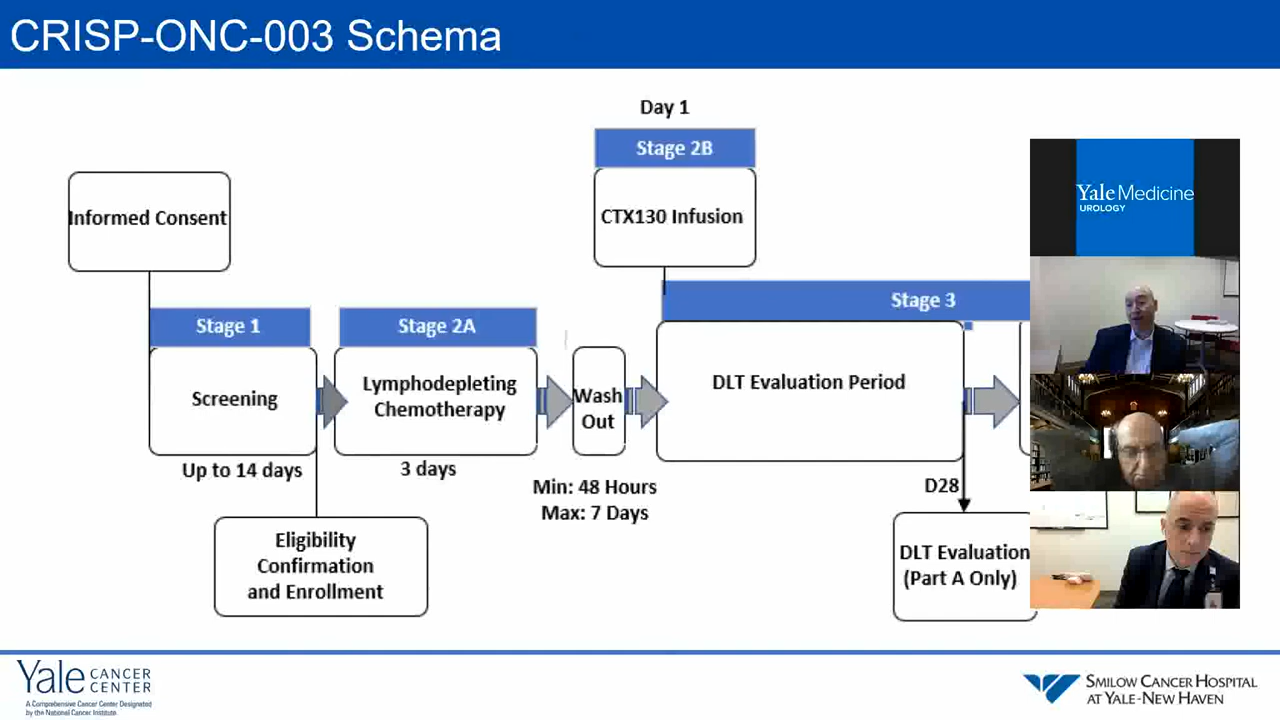 CRISP-ONC-003 Schema
Day 1
Stage 2B
CTX130 Infusion
Informed Consent
Stage 1
Screening
Up to 14 days
Stage 2A
Lymphodepleting
Chemotherapy
3 days
Wash
Out
Min: 48 Hours
Max: 7 Days
Stage 3
DLT Evaluation Period
D28
DLT Evaluation
(Part A Only)
Eligibility
Confirmation
and Enrollment
Yale Medicine
UROLOGY
Yale CANCER
CENTER
A Comprehensive Cancer Center Designated
by the National Cancer Institute
SMILOW CANCER HOSPITAL
AT YALE-NEW HAVEN